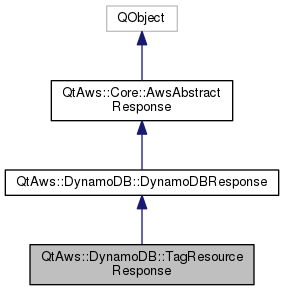 QObject
QtAws::Core::AwsAbstract
Response
QtAws::DynamoDB::DynamoDBResponse
QtAws::DynamoDB::TagResource
Response